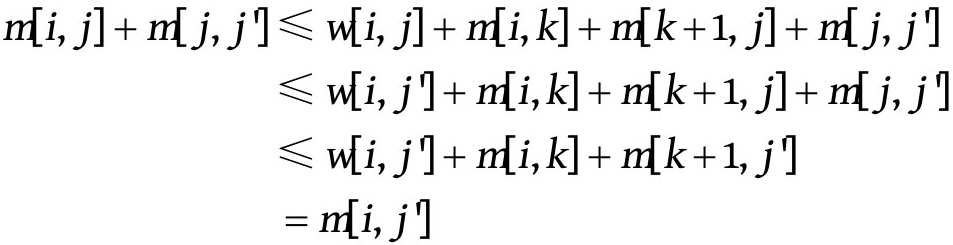 m[i, j] + m[j, j'] ≤ w[i, j] + m[i, k] + m[k+1, j] + m[j, j']
≤ w[i, j'] + m[i, k] + m[k+1, j] + m[j, j']
≤ w[i, j'] + m[i, k] + m[k+1, j']
= m[i, j']